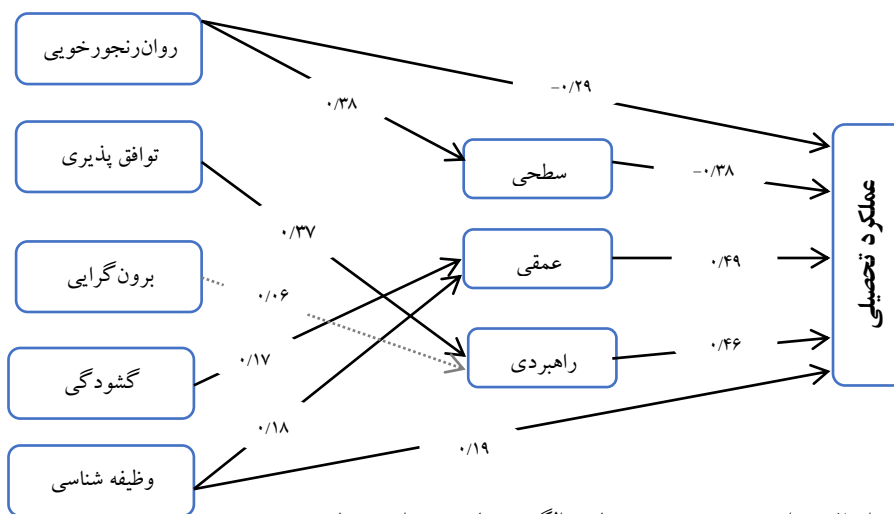 روان‌رنجورخویی
-۰/۲۹
۰/۳۸
توافق پذیری
سطحی
-۰/۳۸
عملکرد تحصیلی
۰/۳۷
برون‌گرایی
عمقی
۰/۴۹
۰/۰۶
راهبردی
۰/۴۶
گشودگی
۰/۱۷
۰/۱۸
وظیفه شناسی
۰/۱۹